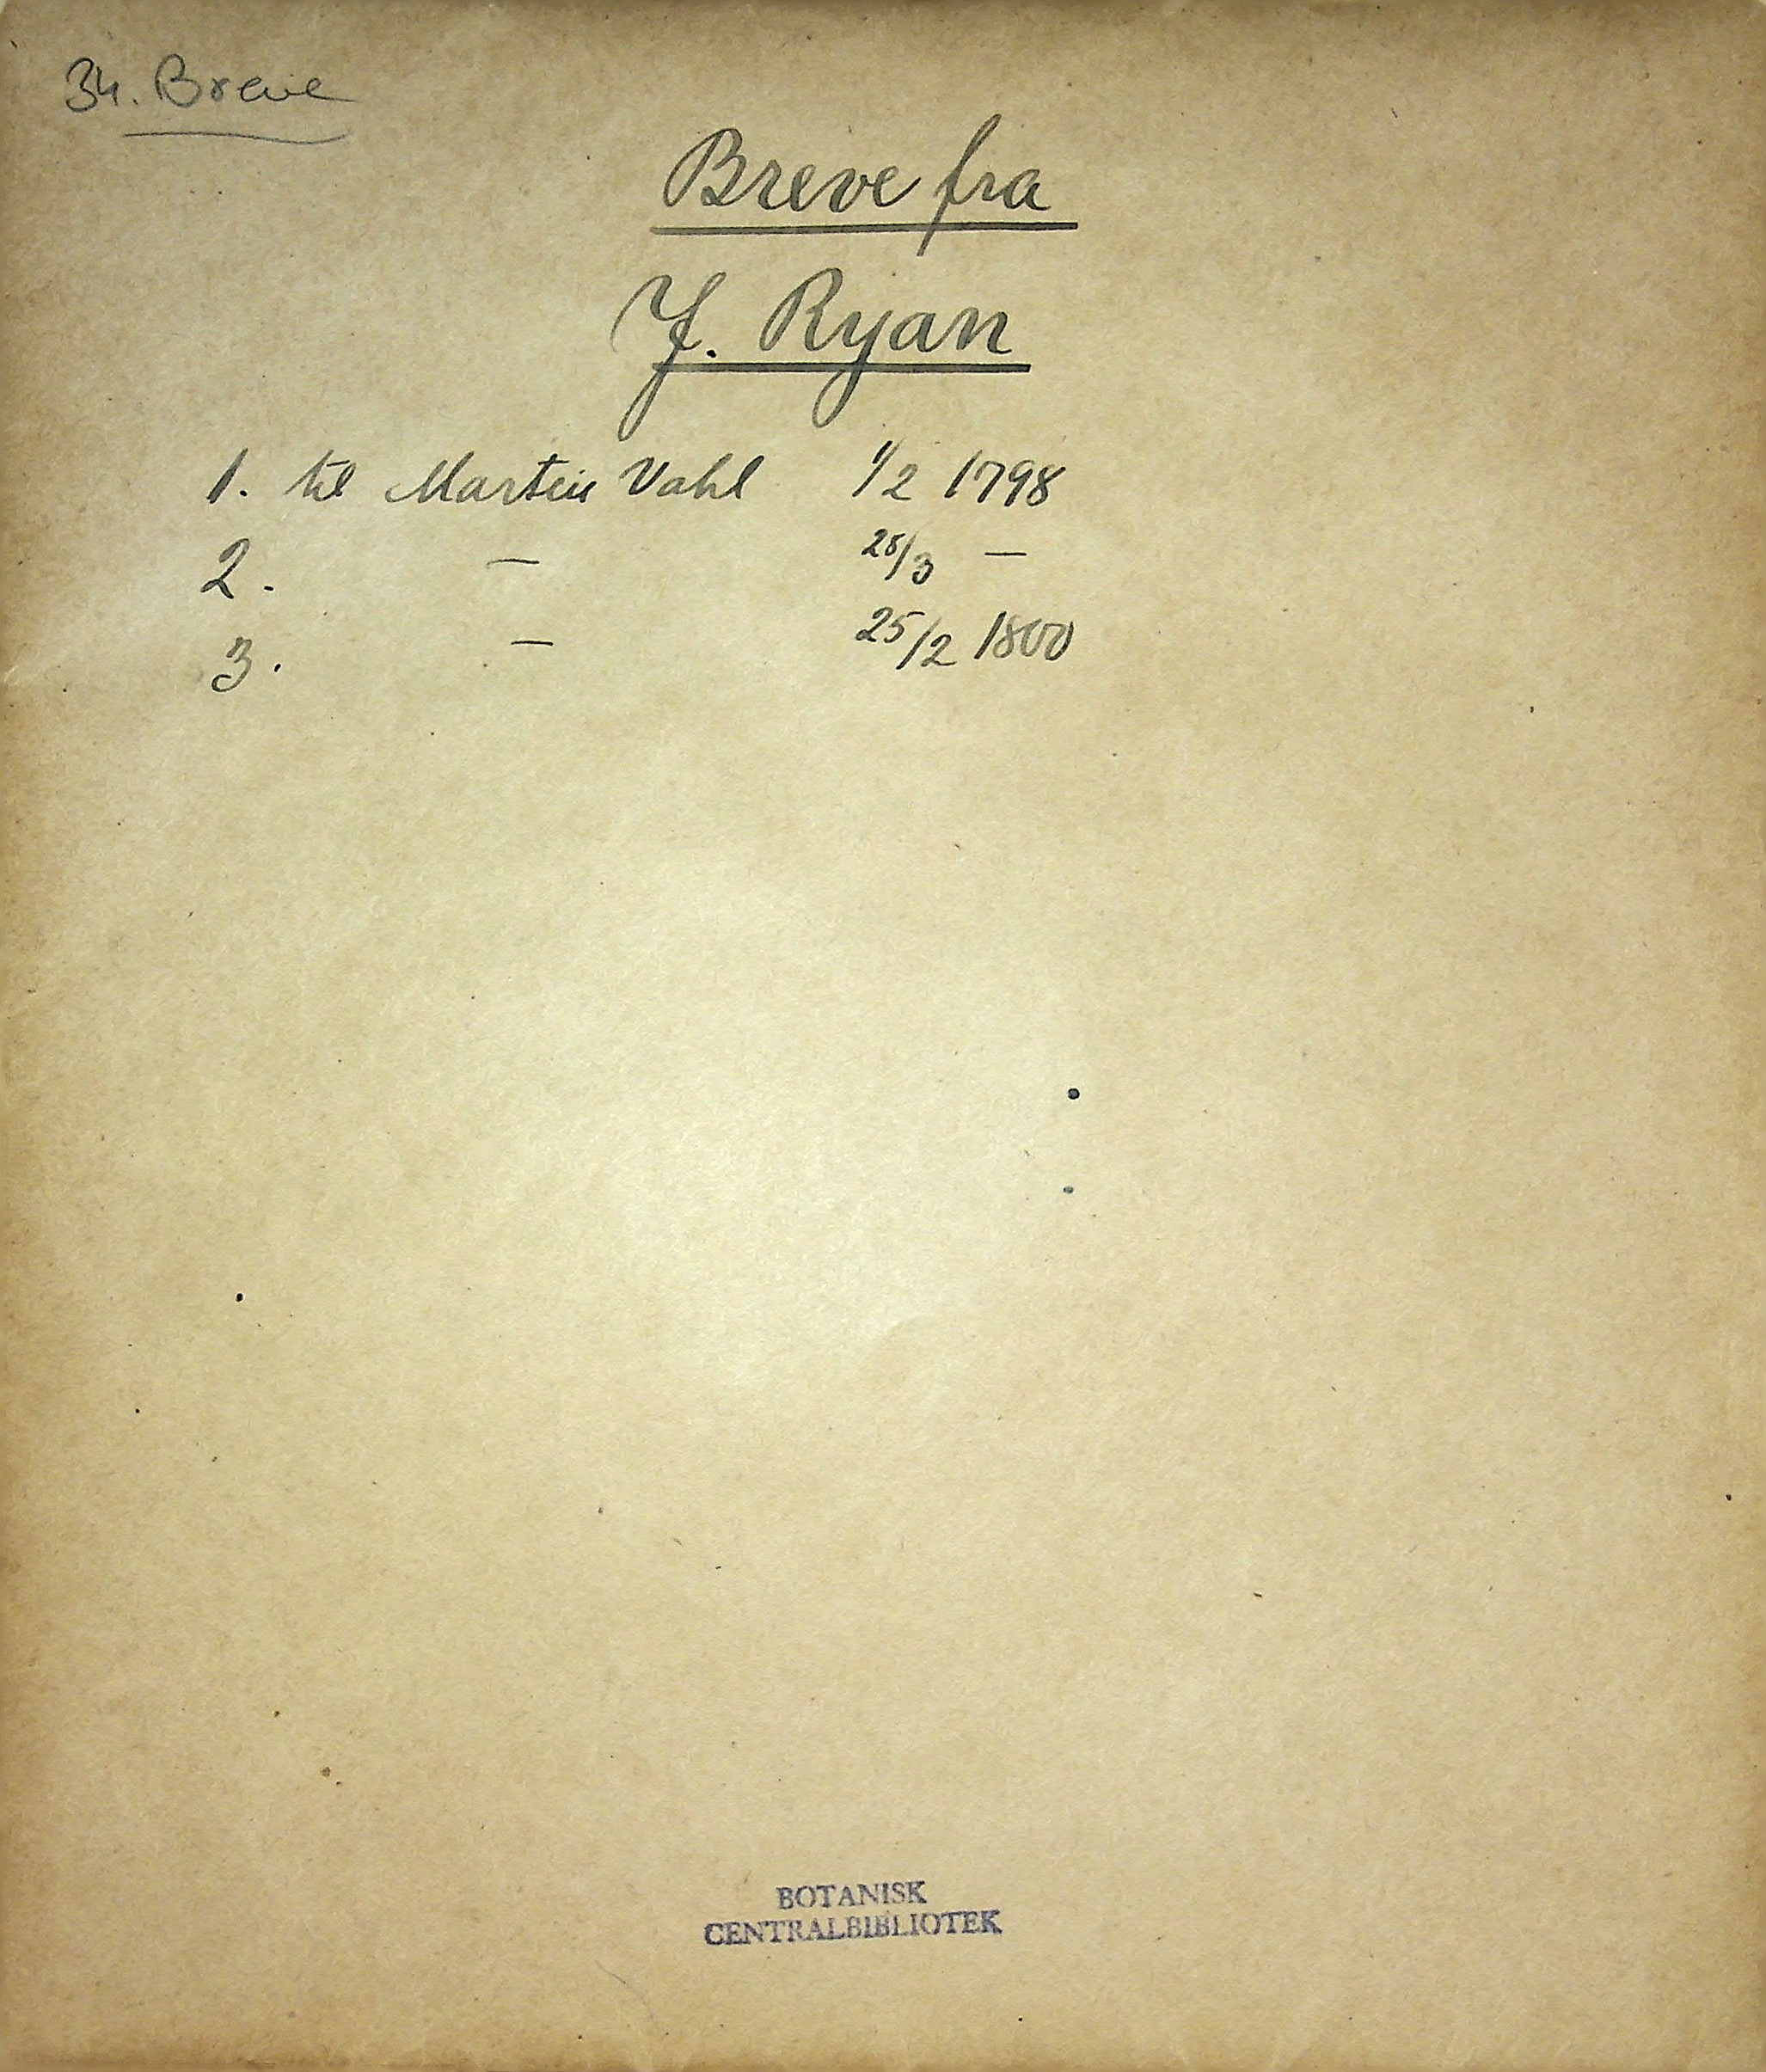 34. Breve
Breve fra
J. Ryan
1. til Martin Vahl 1/2 1798
2. — 28/3 —
3. — 25/2 1800
BOTANISK
CENTRALBIBLIOTEK